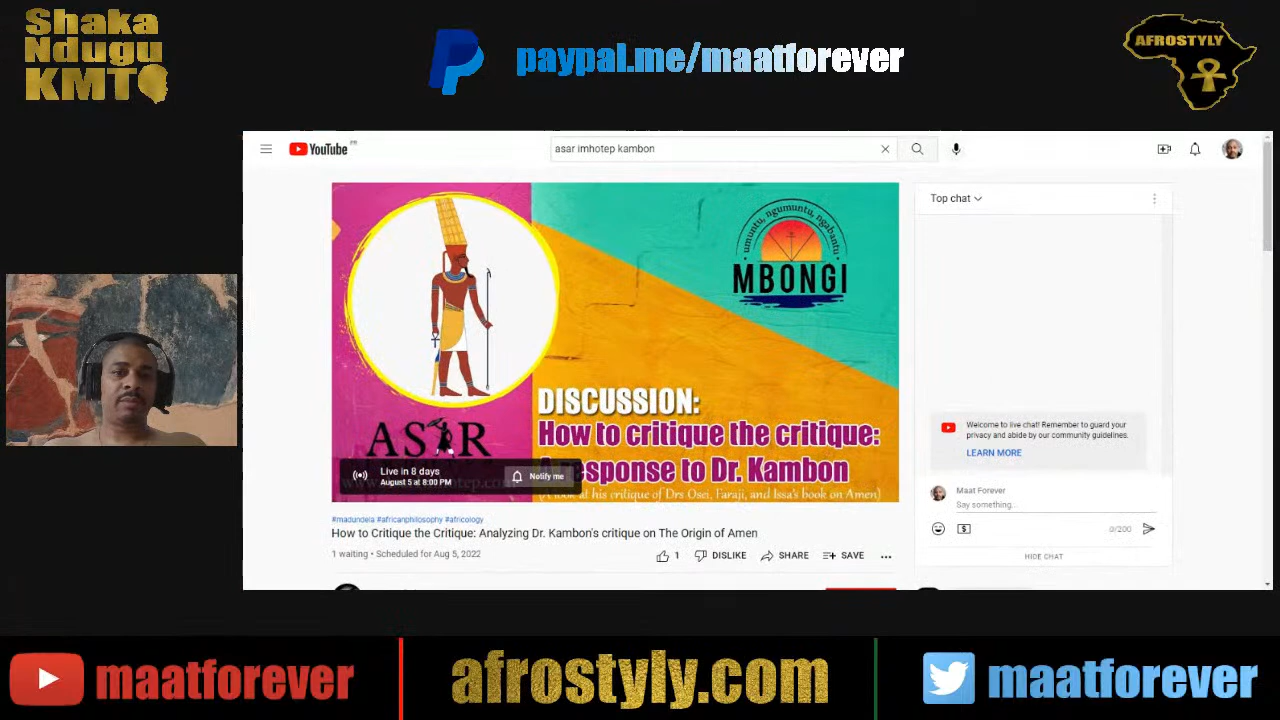 Shaka
Ndugu
KMT
paypal.me/maatforever
AFROSTYLY
YouTube
FR
asar imhotep kambon
umuntu, ngumuntu, ngabantu
MBONGI
DISCUSSION:
How to critique the critique:
A response to Dr. Kambon
(A look at his critique of Drs Osei, Faraji, and Issa's book on Amen)
ASAR
Live in 8 days
August 5 at 8:00 PM
Notify me
#madundela #africanphilosophy #africology
How to Critique the Critique: Analyzing Dr. Kambon's critique on The Origin of Amen
1 waiting • Scheduled for Aug 5, 2022
1
DISLIKE
SHARE
SAVE
Top chat
Welcome to live chat! Remember to guard your
privacy and abide by our community guidelines.
LEARN MORE
Maat Forever
Say something...
0/200
HIDE CHAT
maatforever
afrostyly.com
maatforever